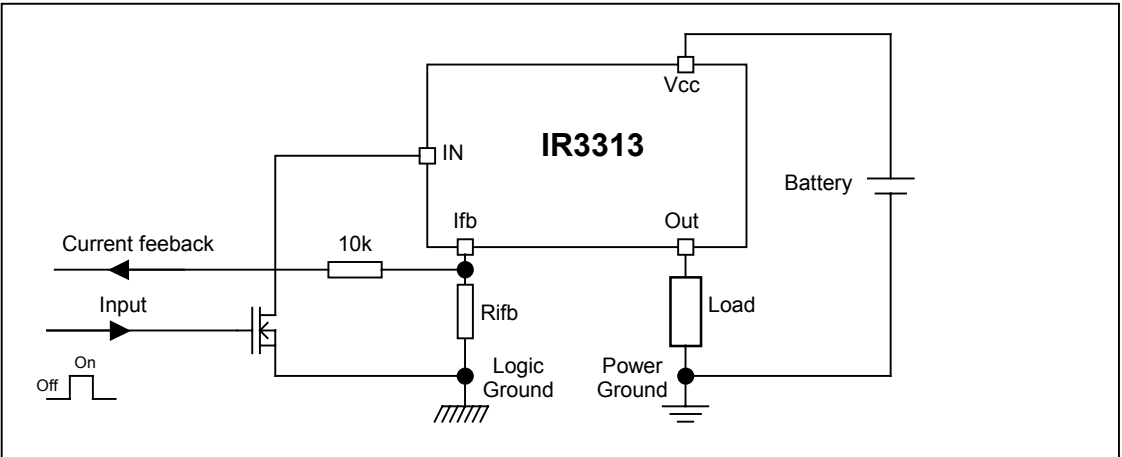 Vcc
IR3313
IN
Battery
Ifb
Out
Current feeback
10k
Input
Rifb
Load
On
Off
Logic
Ground
Power
Ground